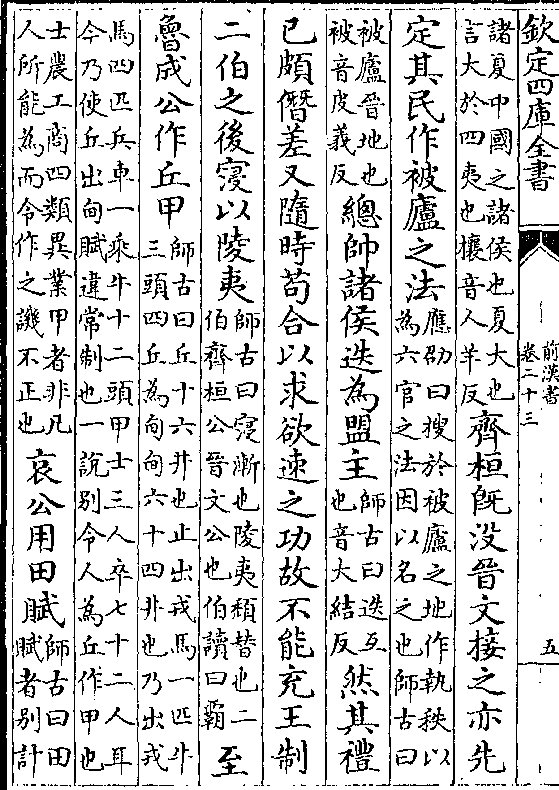 欽定四庫全書
前漢書
卷二十三
五
諸夏中國之諸侯也夏大也
言大於四夷也攘音人羊反
齊桓既没晉文接之亦先
定其民作被廬之法
應劭曰搜於被廬之地作執秩以
為六官之法因以名之也師古曰
被廬晉地也
被音皮義反
總帥諸侯迭為盟主
師古曰迭互
也音大結反
然其禮
已頗僭差又隨時苟合以求欲速之功故不能充王制
二伯之後寖以陵夷
師古曰寖漸也陵夷頽替也二
伯齊桓公晉文公也伯讀曰霸
至
魯成公作丘甲
師古曰丘十六井也止出戎馬一匹牛
三頭四丘為甸甸六十四井也乃出戎
馬四匹兵車一乘牛十二頭甲士三人卒七十二人耳
今乃使丘出甸賦違常制也一說别令人為丘作甲也
士農工商四類異業甲者非凡
人所能為而令作之譏不正也
哀公用田賦
師古曰田
賦者别計